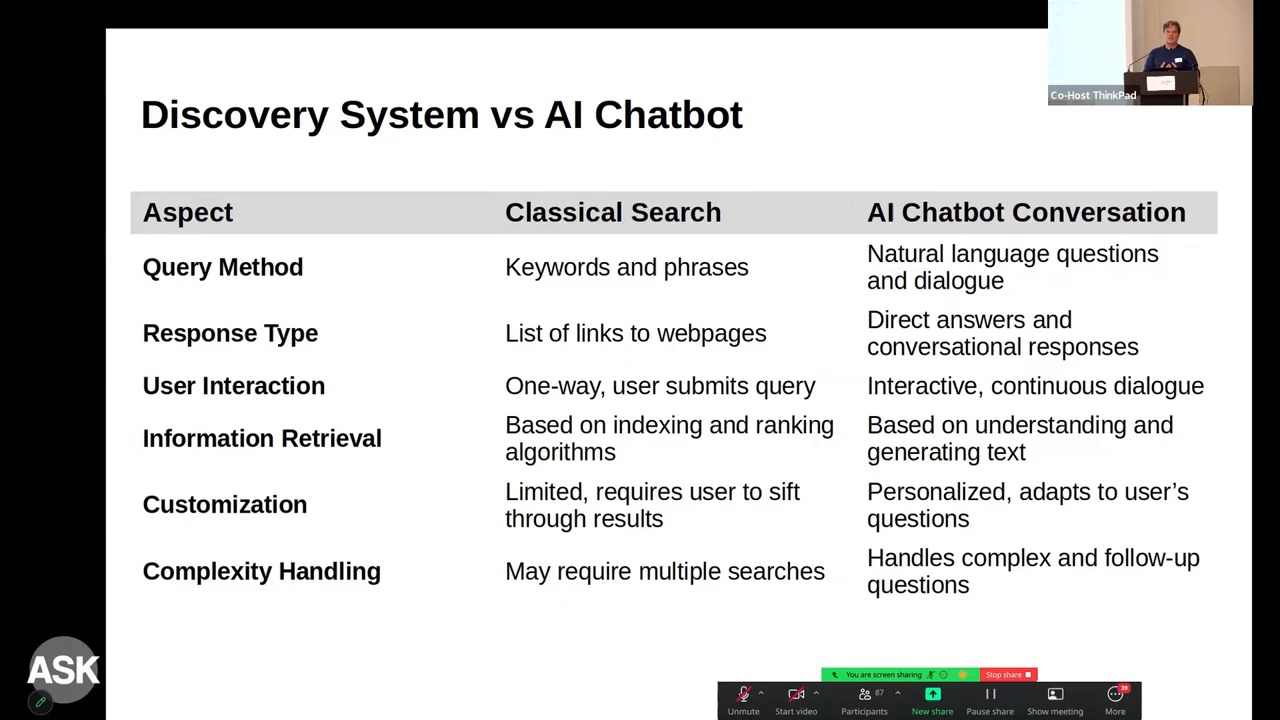 Co-Host ThinkPad
Discovery System vs AI Chatbot
Aspect Classical Search AI Chatbot Conversation
Query Method Keywords and phrases Natural language questions
and dialogue
Response Type List of links to webpages Direct answers and
conversational responses
User Interaction One-way, user submits query Interactive, continuous dialogue
Information Retrieval Based on indexing and ranking
algorithms
Based on understanding and
generating text
Customization Limited, requires user to sift
through results
Personalized, adapts to user’s
questions
Complexity Handling May require multiple searches Handles complex and follow-up
questions
ASK
You are screen sharing Stop share
87
39
Unmute Start video Participants New share Pause share Show meeting More